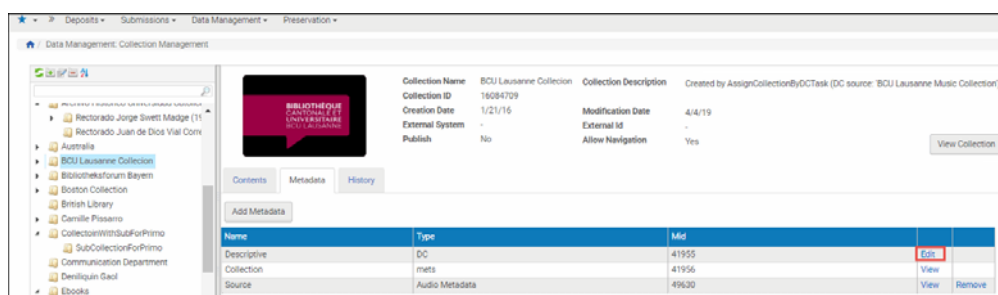 Deposits Submissions Data Management Preservation
/ Data Management: Collection Management
Rectorado Jorge Swett Madge (19
Rectorado Juan de Dios Vial Corre
Australia
BCU Lausanne Collecion
Bibliotheksforum Bayern
Boston Collection
British Library
Camille Pissarro
CollectoinWithSubForPrimo
SubCollectionForPrimo
Communication Department
Deniliquin Gaol
Ebooks
BIBLIOTHÈQUE
CANTONALE ET
UNIVERSITAIRE
BCU LAUSANNE
Collection Name BCU Lausanne Collecion Collection Description Created by AssignCollectionByDCTask (DC source: 'BCU Lausanne Music Collection'
Collection ID 16084709
Creation Date 1/21/16 Modification Date 4/4/19
External System - External Id -
Publish No Allow Navigation Yes
View Collection
Contents Metadata History
Add Metadata
Name Type Mid
Descriptive DC 41955 Edit
Collection mets 41956 View
Source Audio Metadata 49630 View Remove